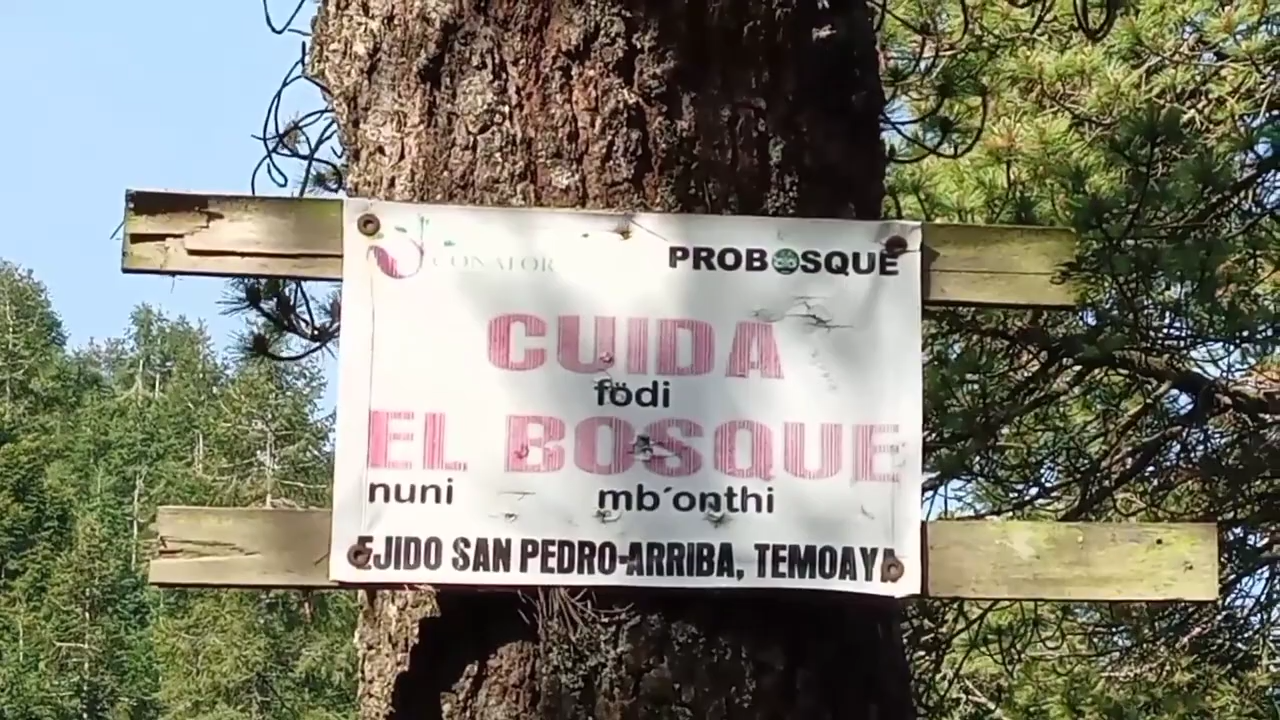 CONAFOR PROBOSQUE
CUIDA
födi
EL BOSQUE
nuni mb´onthi
EJIDO SAN PEDRO-ARRIBA, TEMOAYA